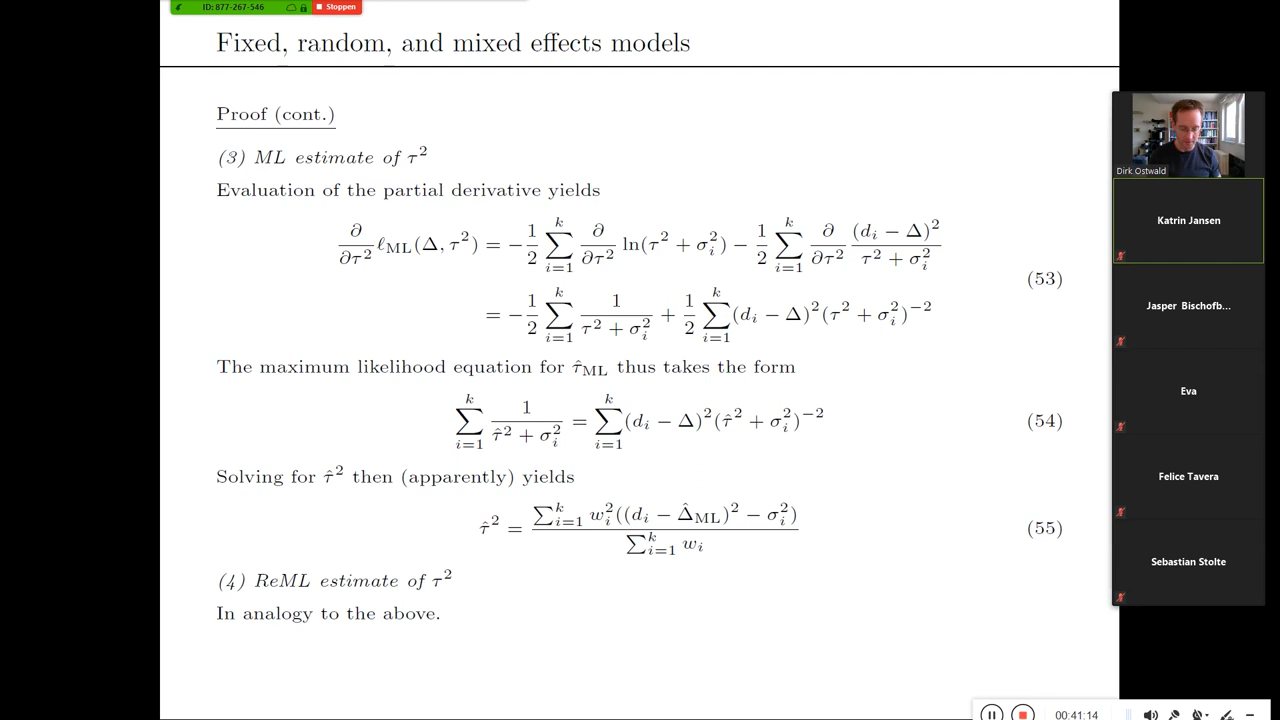 ID: 877-267-546 Stoppen
Fixed, random, and mixed effects models
Proof (cont.)
(3) ML estimate of τ²
Evaluation of the partial derivative yields
∂/∂τ² ℓ_ML(Δ, τ²) = −1/2 ∑_{i=1}^{k} ∂/∂τ² ln(τ² + σ_i²) − 1/2 ∑_{i=1}^{k} ∂/∂τ² (d_i − Δ)²/(τ² + σ_i²)
= −1/2 ∑_{i=1}^{k} 1/(τ² + σ_i²) + 1/2 ∑_{i=1}^{k} (d_i − Δ)²(τ² + σ_i²)^{−2}
(53)
The maximum likelihood equation for τ̂_ML thus takes the form
∑_{i=1}^{k} 1/(τ̂² + σ_i²) = ∑_{i=1}^{k} (d_i − Δ)²(τ̂² + σ_i²)^{−2} (54)
Solving for τ̂² then (apparently) yields
τ̂² = ∑_{i=1}^{k} w_i²((d_i − Δ̂_ML)² − σ_i²) / ∑_{i=1}^{k} w_i (55)
(4) ReML estimate of τ²
In analogy to the above.
Dirk Ostwald
Katrin Jansen
Jasper Bischofb...
Eva
Felice Tavera
Sebastian Stolte
00:41:14